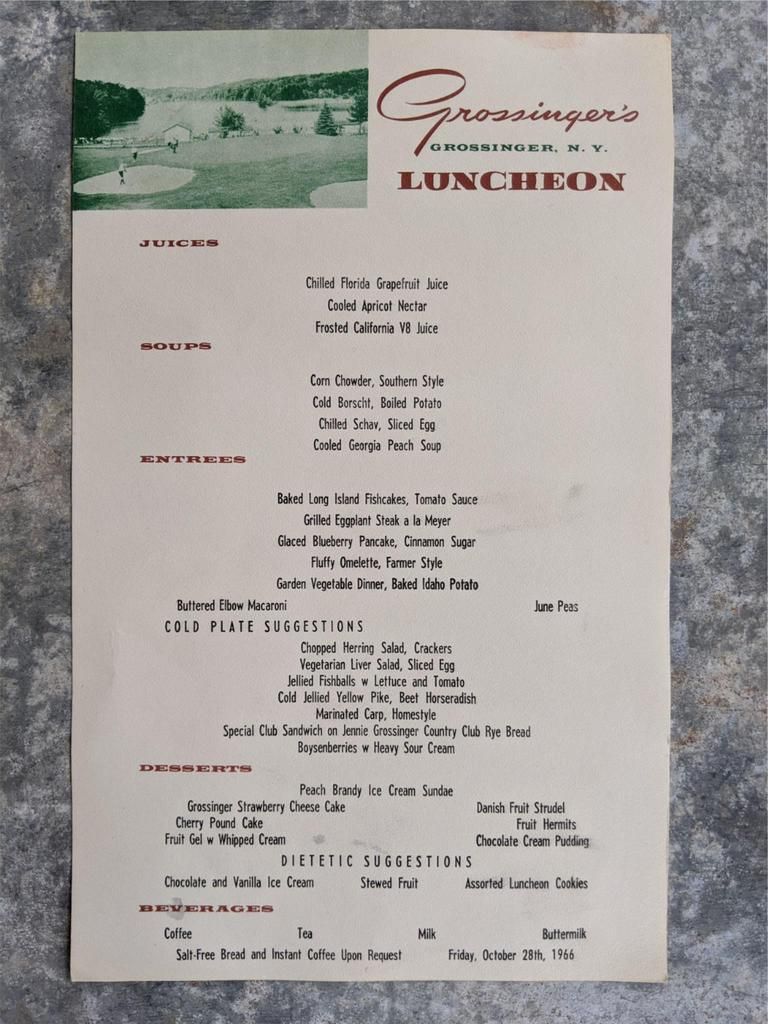 Grossinger's
GROSSINGER, N. Y.
LUNCHEON
JUICES
Chilled Florida Grapefruit Juice
Cooled Apricot Nectar
Frosted California V8 Juice
SOUPS
Corn Chowder, Southern Style
Cold Borscht, Boiled Potato
Chilled Schav, Sliced Egg
Cooled Georgia Peach Soup
ENTREES
Baked Long Island Fishcakes, Tomato Sauce
Grilled Eggplant Steak a la Meyer
Glaced Blueberry Pancake, Cinnamon Sugar
Fluffy Omelette, Farmer Style
Garden Vegetable Dinner, Baked Idaho Potato
Buttered Elbow Macaroni June Peas
COLD PLATE SUGGESTIONS
Chopped Herring Salad, Crackers
Vegetarian Liver Salad, Sliced Egg
Jellied Fishballs w Lettuce and Tomato
Cold Jellied Yellow Pike, Beet Horseradish
Marinated Carp, Homestyle
Special Club Sandwich on Jennie Grossinger Country Club Rye Bread
Boysenberries w Heavy Sour Cream
DESSERTS
Peach Brandy Ice Cream Sundae
Grossinger Strawberry Cheese Cake Danish Fruit Strudel
Cherry Pound Cake Fruit Hermits
Fruit Gel w Whipped Cream Chocolate Cream Pudding
DIETETIC SUGGESTIONS
Chocolate and Vanilla Ice Cream Stewed Fruit Assorted Luncheon Cookies
BEVERAGES
Coffee Tea Milk Buttermilk
Salt-Free Bread and Instant Coffee Upon Request Friday, October 28th, 1966